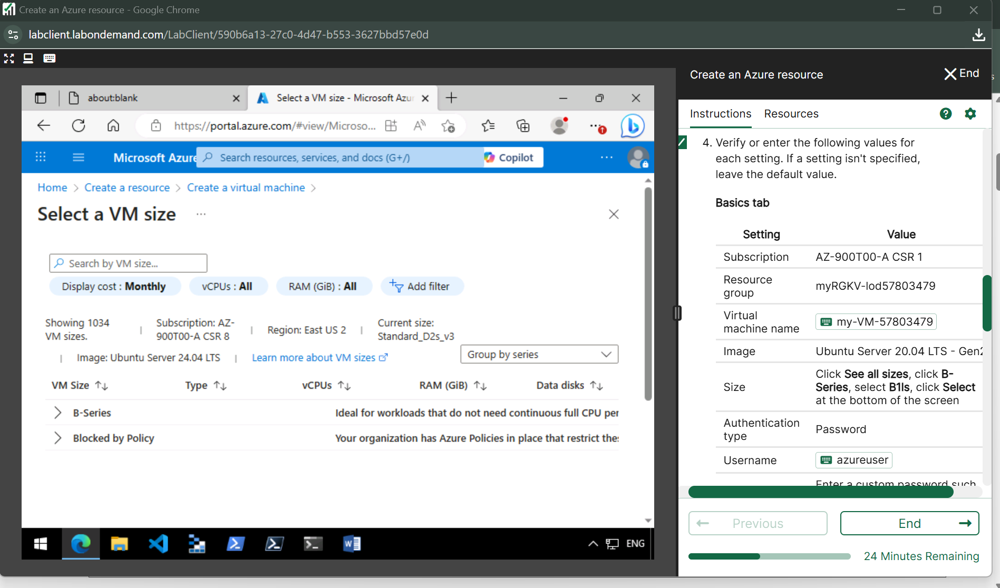 Create an Azure resource - Google Chrome
labclient.labondemand.com/LabClient/590b6a13-27c0-4d47-b553-3627bbd57e0d
about:blank
Select a VM size - Microsoft Azur
https://portal.azure.com/#view/Microso...
Microsoft Azure
Search resources, services, and docs (G+/)
Copilot
Home > Create a resource > Create a virtual machine >
Select a VM size ...
Search by VM size...
Display cost : Monthly
vCPUs : All
RAM (GiB) : All
Add filter
Showing 1034
VM sizes.
|
Subscription: AZ-
900T00-A CSR 8
|
Region: East US 2
|
Current size:
Standard_D2s_v3
| Image: Ubuntu Server 24.04 LTS | Learn more about VM sizes
Group by series
VM Size Type vCPUs RAM (GiB) Data disks
B-Series Ideal for workloads that do not need continuous full CPU per
Blocked by Policy Your organization has Azure Policies in place that restrict thes
ENG
Create an Azure resource
End
Instructions Resources
4. Verify or enter the following values for
each setting. If a setting isn't specified,
leave the default value.
Basics tab
Setting Value
Subscription AZ-900T00-A CSR 1
Resource
group
myRGKV-lod57803479
Virtual
machine name
my-VM-57803479
Image Ubuntu Server 20.04 LTS - Gen2
Size
Click See all sizes, click B-
Series, select B1ls, click Select
at the bottom of the screen
Authentication
type
Password
Username azureuser
Enter a custom password such
Previous
End
24 Minutes Remaining